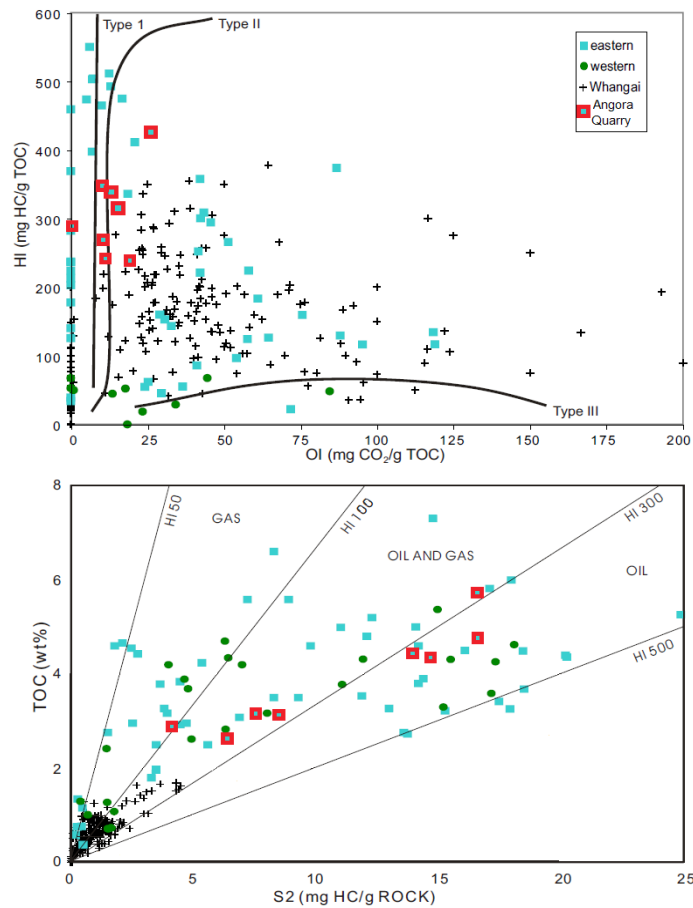 Type 1
Type II
eastern
western
Whangai
Angora
Quarry
600
500
400
300
200
100
0
HI (mg HC/g TOC)
Type III
0
25
50
75
100
125
150
175
200
OI (mg CO₂/g TOC)
8
6
4
2
0
TOC (wt%)
HI 50
GAS
HI 100
OIL AND GAS
HI 300
OIL
HI 500
0
5
10
15
20
25
S2 (mg HC/g ROCK)